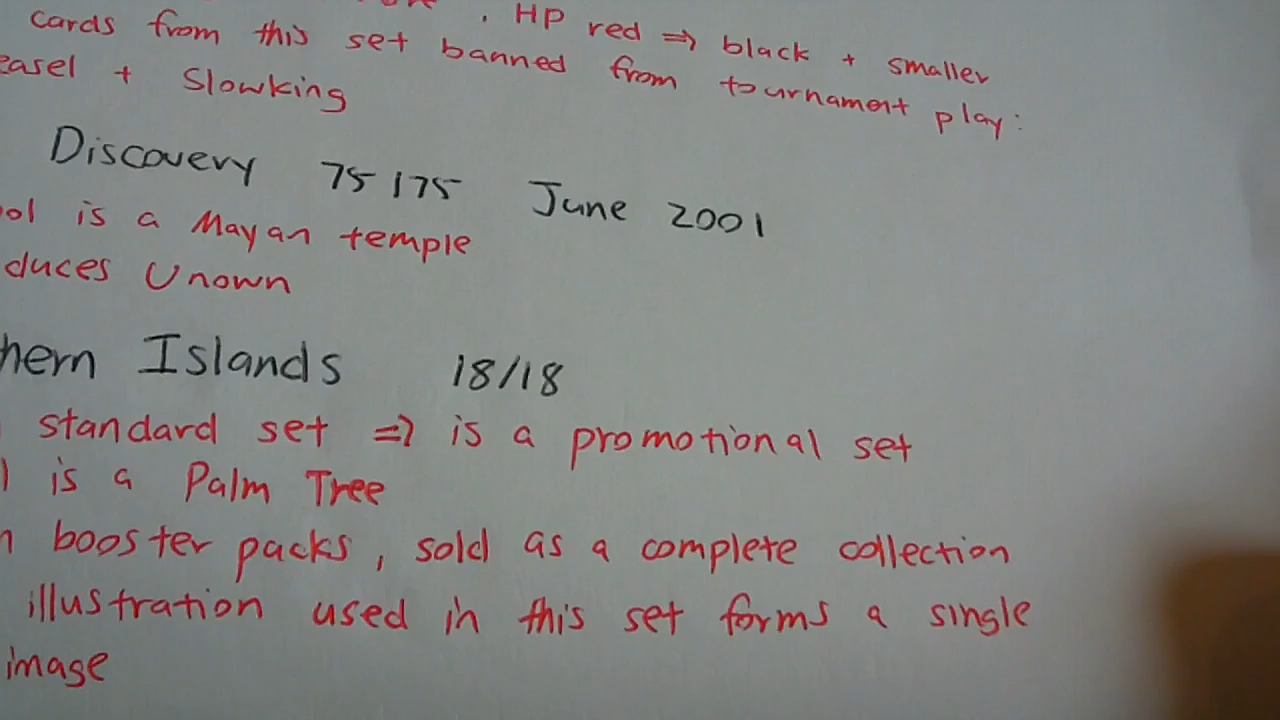 . HP red => black + smaller
cards from this set banned from tournament play:
easel + Slowking
Discovery 75175 June 2001
ol is a Mayan temple
duces Unown
hern Islands 18/18
standard set => is a promotional set
l is a Palm Tree
n booster packs, sold as a complete collection
illustration used in this set forms a single
image